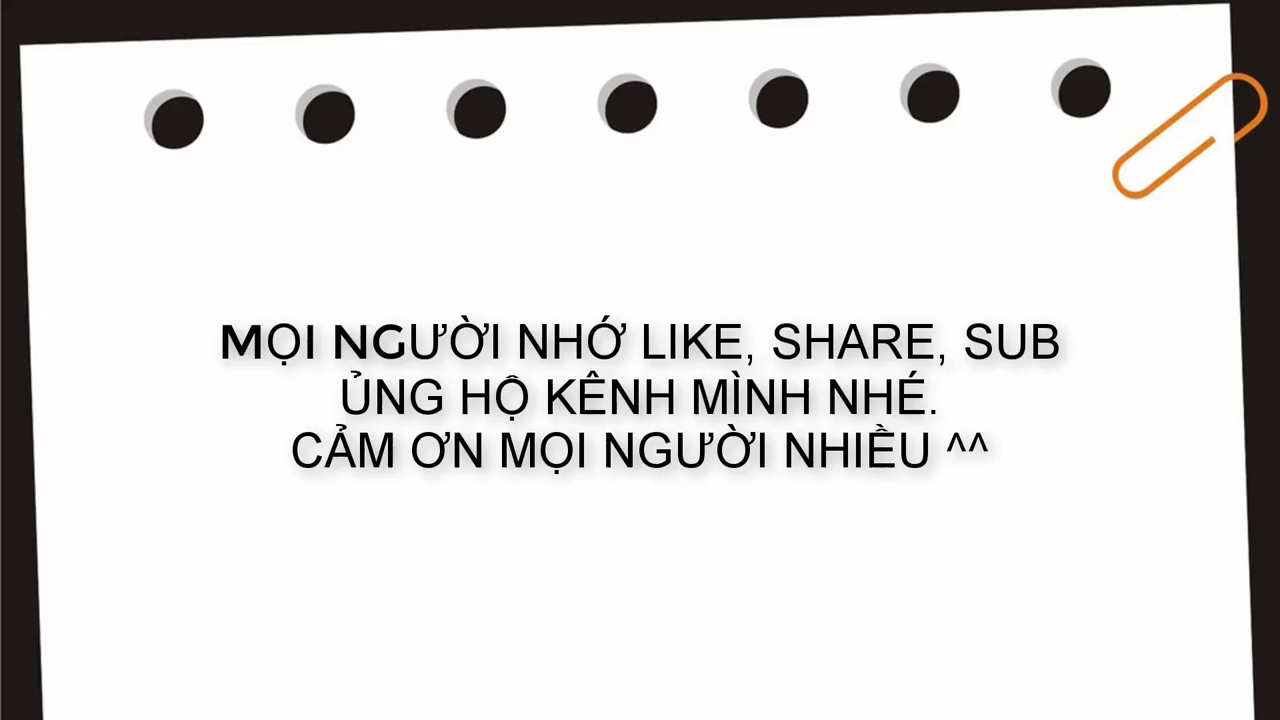 MỌI NGƯỜI NHỚ LIKE, SHARE, SUB
ỦNG HỘ KÊNH MÌNH NHÉ.
CẢM ƠN MỌI NGƯỜI NHIỀU ^^